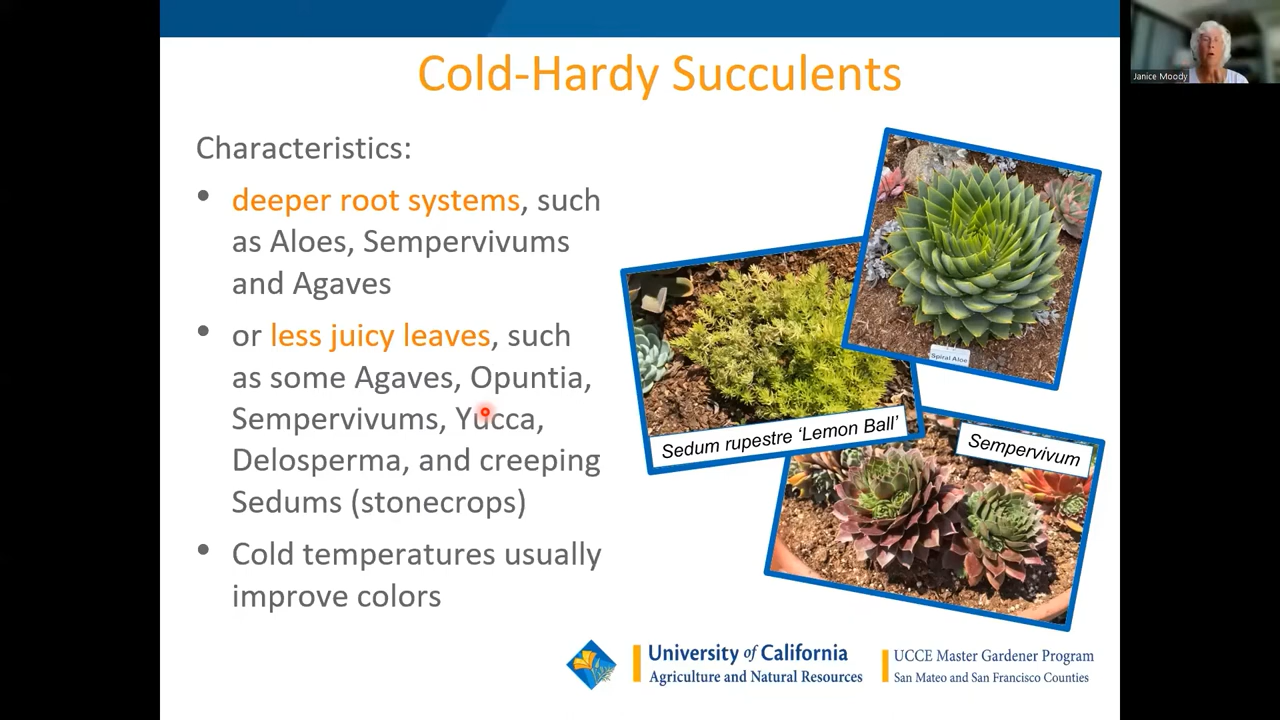 Cold-Hardy Succulents
Janice Moody
Characteristics:
• deeper root systems, such
as Aloes, Sempervivums
and Agaves
• or less juicy leaves, such
as some Agaves, Opuntia,
Sempervivums, Yucca,
Delosperma, and creeping
Sedums (stonecrops)
• Cold temperatures usually
improve colors
Spiral Aloe
Sedum rupestre ‘Lemon Ball’
Sempervivum
University of California
Agriculture and Natural Resources
UCCE Master Gardener Program
San Mateo and San Francisco Counties